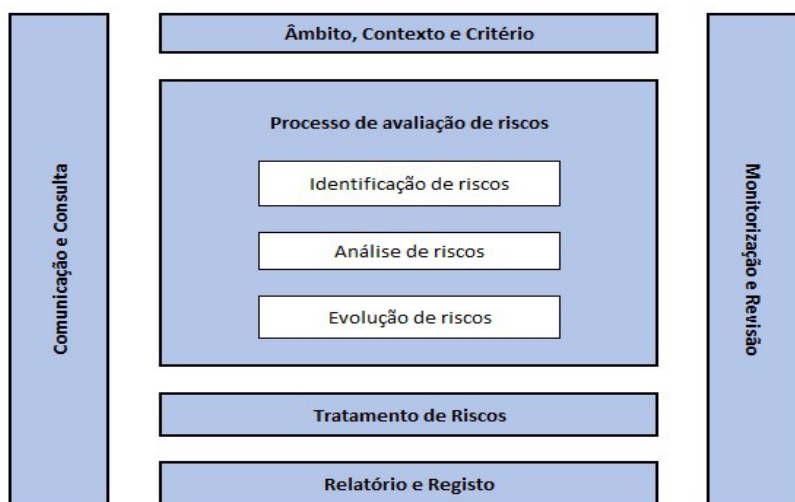 Âmbito, Contexto e Critério
Comunicação e Consulta
Processo de avaliação de riscos
Identificação de riscos
Análise de riscos
Evolução de riscos
Monitorização e Revisão
Tratamento de Riscos
Relatório e Registo